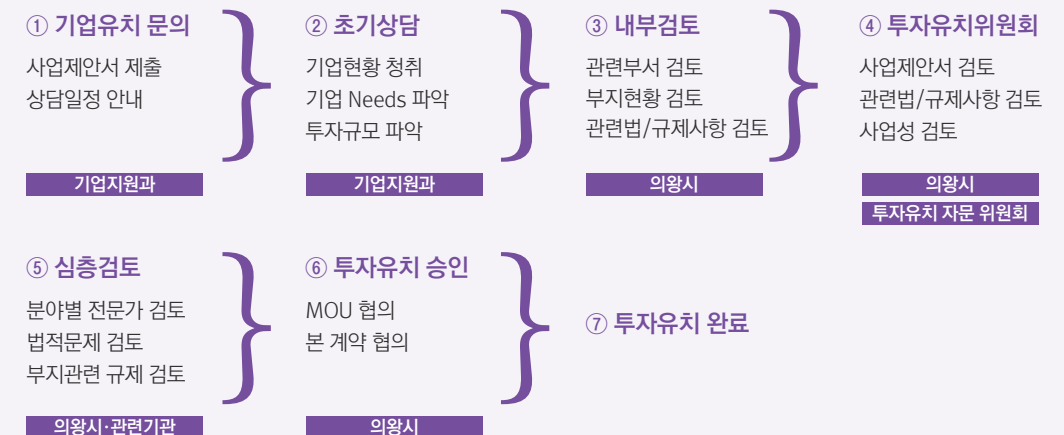 ① 기업유치 문의
사업제안서 제출
상담일정 안내
기업지원과
② 초기상담
기업현황 청취
기업 Needs 파악
투자규모 파악
기업지원과
③ 내부검토
관련부서 검토
부지현황 검토
관련법/규제사항 검토
의왕시
④ 투자유치위원회
사업제안서 검토
관련법/규제사항 검토
사업성 검토
의왕시
투자유치 자문 위원회
⑤ 심층검토
분야별 전문가 검토
법적문제 검토
부지관련 규제 검토
의왕시·관련기관
⑥ 투자유치 승인
MOU 협의
본 계약 협의
의왕시
⑦ 투자유치 완료